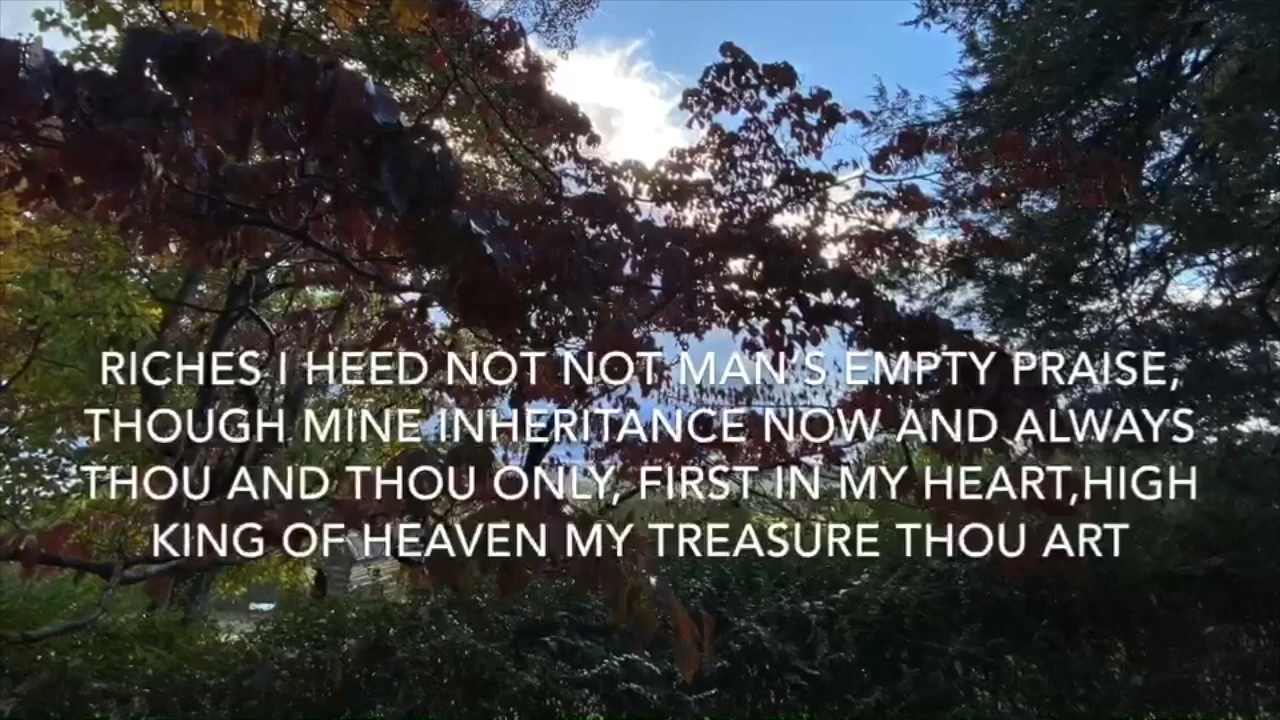 RICHES I HEED NOT NOT MAN'S EMPTY PRAISE,
THOUGH MINE INHERITANCE NOW AND ALWAYS
THOU AND THOU ONLY, FIRST IN MY HEART,HIGH
KING OF HEAVEN MY TREASURE THOU ART